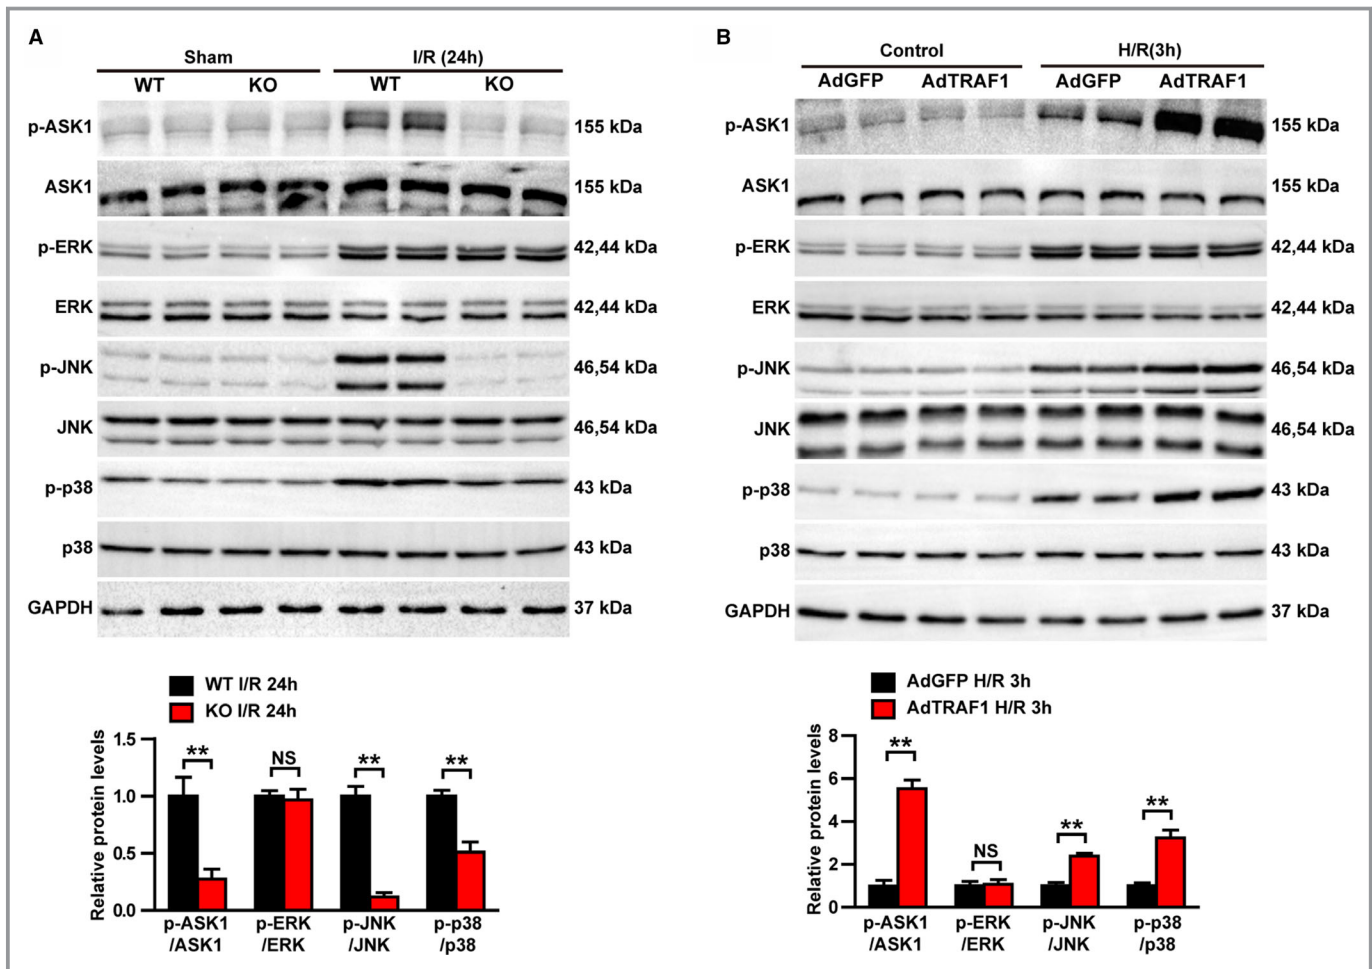 A
Sham
I/R (24h)
WT
KO
WT
KO
p-ASK1
155 kDa
ASK1
155 kDa
p-ERK
42,44 kDa
ERK
42,44 kDa
p-JNK
46,54 kDa
JNK
46,54 kDa
p-p38
43 kDa
p38
43 kDa
GAPDH
37 kDa
WT I/R 24h
KO I/R 24h
Relative protein levels
1.5
1.0
0.5
0.0
**
NS
**
**
p-ASK1
/ASK1
p-ERK
/ERK
p-JNK
/JNK
p-p38
/p38
B
Control
H/R(3h)
AdGFP
AdTRAF1
AdGFP
AdTRAF1
p-ASK1
155 kDa
ASK1
155 kDa
p-ERK
42,44 kDa
ERK
42,44 kDa
p-JNK
46,54 kDa
JNK
46,54 kDa
p-p38
43 kDa
p38
43 kDa
GAPDH
37 kDa
AdGFP H/R 3h
AdTRAF1 H/R 3h
Relative protein levels
8
6
4
2
0
**
NS
**
**
p-ASK1
/ASK1
p-ERK
/ERK
p-JNK
/JNK
p-p38
/p38